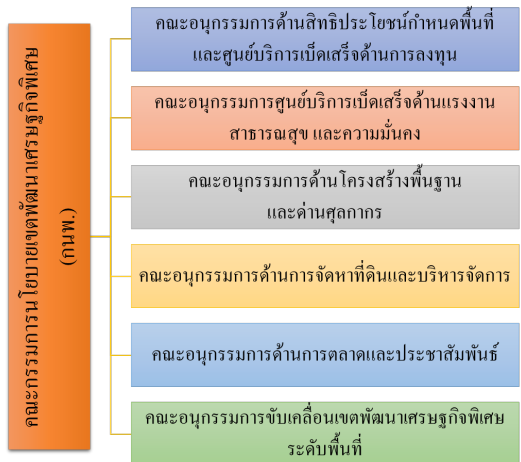 คณะกรรมการนโยบายเขตพัฒนาเศรษฐกิจพิเศษ
(กนพ.)
คณะอนุกรรมการด้านสิทธิประโยชน์กำหนดพื้นที่
และศูนย์บริการเบ็ดเสร็จด้านการลงทุน
คณะอนุกรรมการศูนย์บริการเบ็ดเสร็จด้านแรงงาน
สาธารณสุข และความมั่นคง
คณะอนุกรรมการด้านโครงสร้างพื้นฐาน
และด่านศุลกากร
คณะอนุกรรมการด้านการจัดหาที่ดินและบริหารจัดการ
คณะอนุกรรมการด้านการตลาดและประชาสัมพันธ์
คณะอนุกรรมการขับเคลื่อนเขตพัฒนาเศรษฐกิจพิเศษ
ระดับพื้นที่